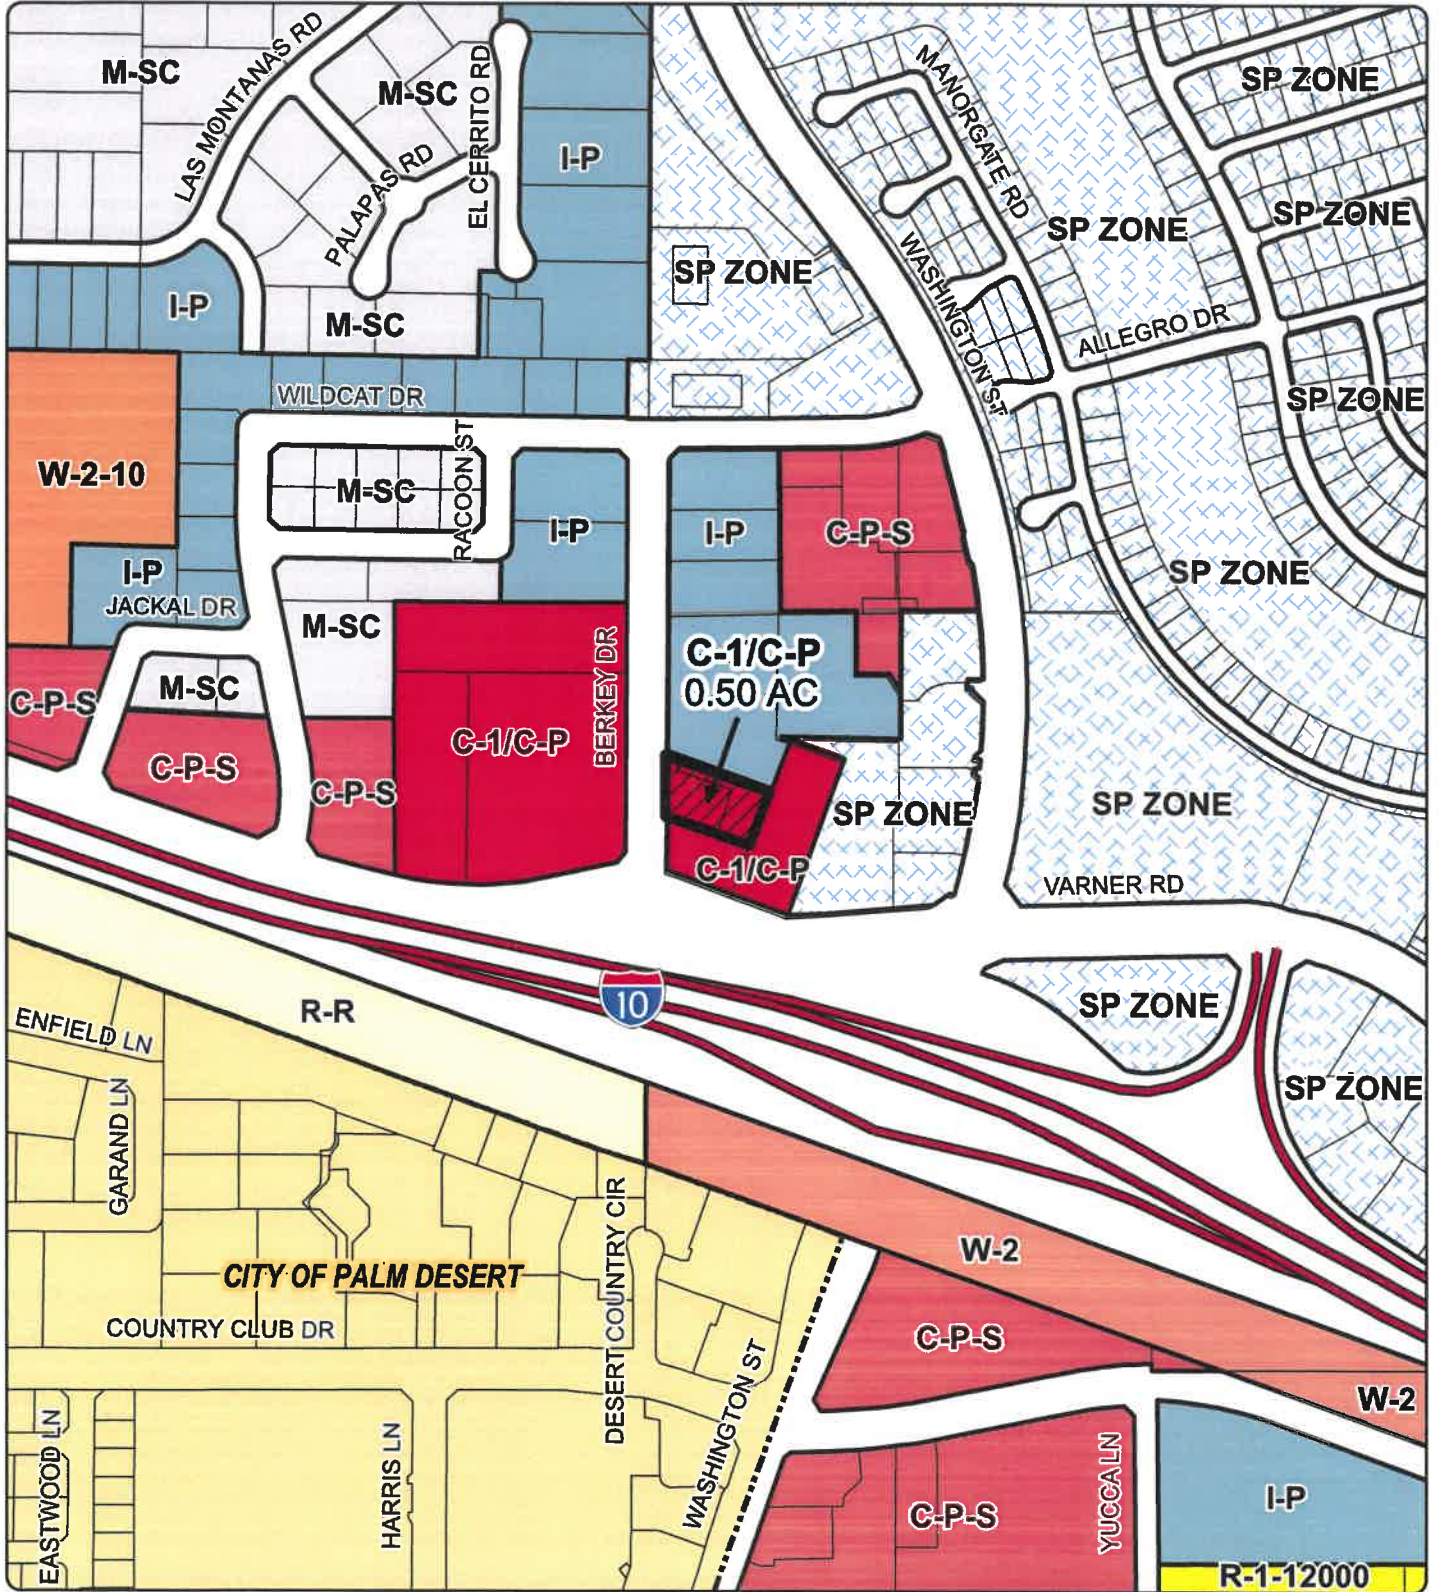 M-SC
LAS MONTANAS RD
M-SC
EL CERRITO RD
I-P
MANORGATE RD
SP ZONE
PALAPAS RD
SP ZONE
SP ZONE
SP ZONE
WASHINGTON ST
I-P
M-SC
ALLEGRO DR
WILDCAT DR
SP ZONE
W-2-10
M-SC
RACOON ST
I-P
I-P
C-P-S
I-P
SP ZONE
JACKAL DR
M-SC
BERKEY DR
C-1/C-P
0.50 AC
M-SC
C-P-S
C-P-S
C-P-S
C-1/C-P
SP ZONE
SP ZONE
C-1/C-P
VARNER RD
10
R-R
SP ZONE
ENFIELD LN
GARAND LN
SP ZONE
DESERT COUNTRY CIR
W-2
CITY OF PALM DESERT
COUNTRY CLUB DR
C-P-S
WASHINGTON ST
W-2
EASTWOOD LN
HARRIS LN
YUCCA LN
C-P-S
I-P
R-1-12000